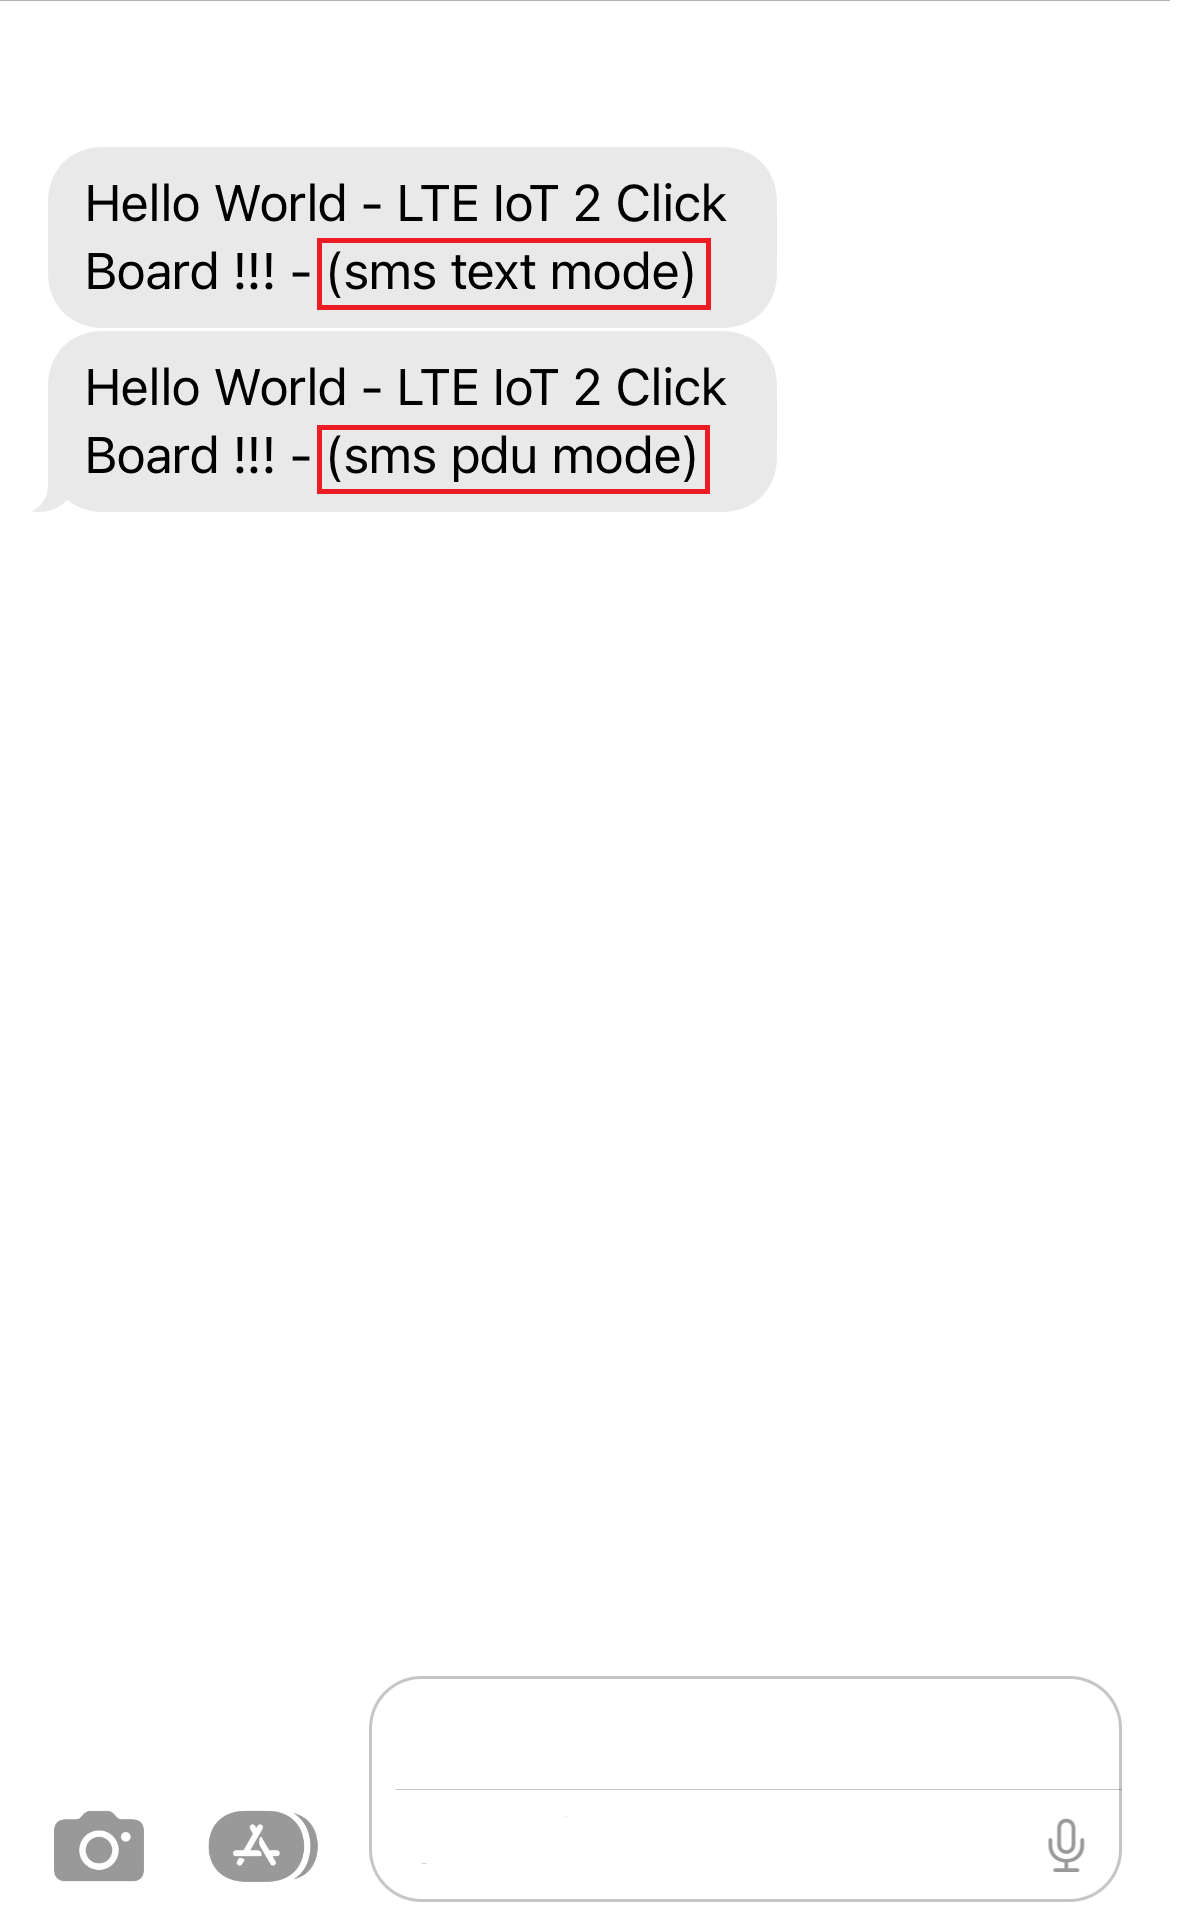 Hello World - LTE IoT 2 Click
Board !!! - (sms text mode)
Hello World - LTE IoT 2 Click
Board !!! - (sms pdu mode)